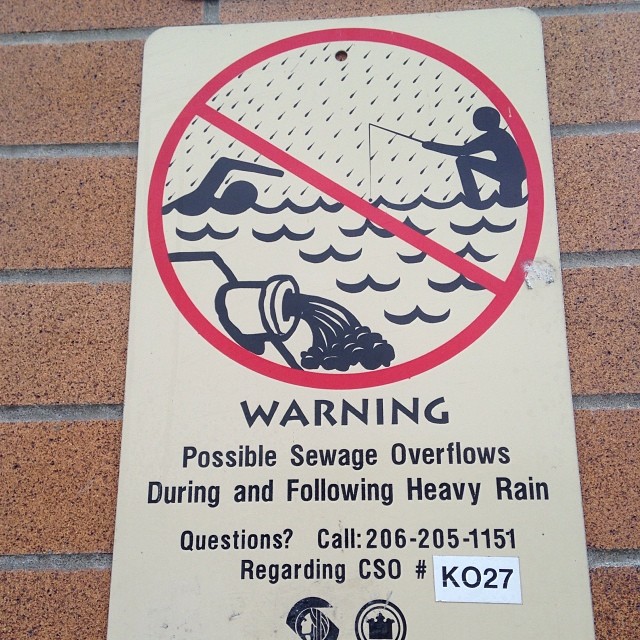 WARNING
Possible Sewage Overflows
During and Following Heavy Rain
Questions? Call: 206-205-1151
Regarding CSO # KO27